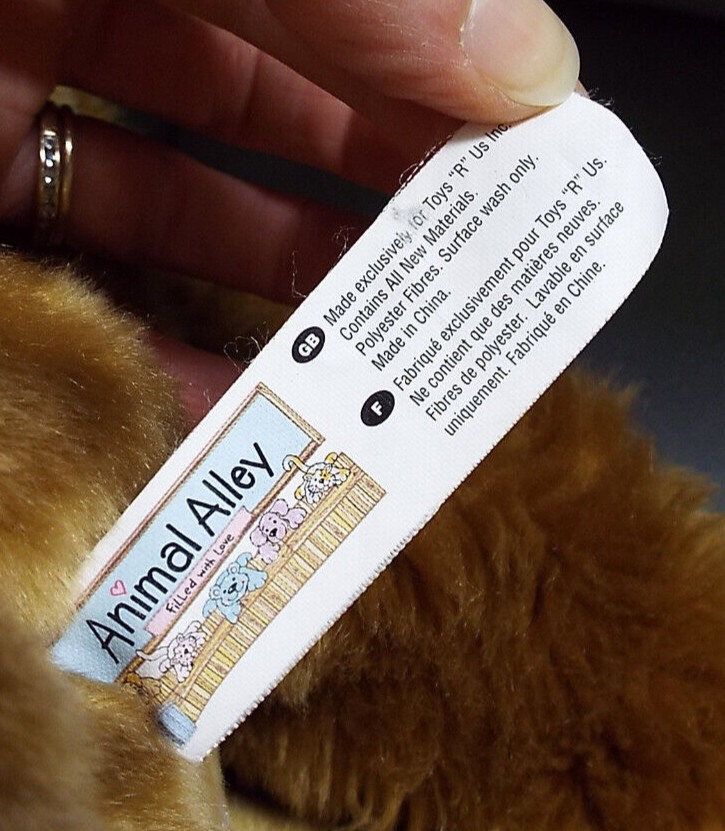 GB
Made exclusively for Toys "R" Us Inc.
Contains All New Materials.
Polyester Fibres. Surface wash only.
Made in China.
F
Fabriqué exclusivement pour Toys "R" Us.
Ne contient que des matières neuves.
Fibres de polyester. Lavable en surface
uniquement. Fabriqué en Chine.
Animal Alley
Filled with Love